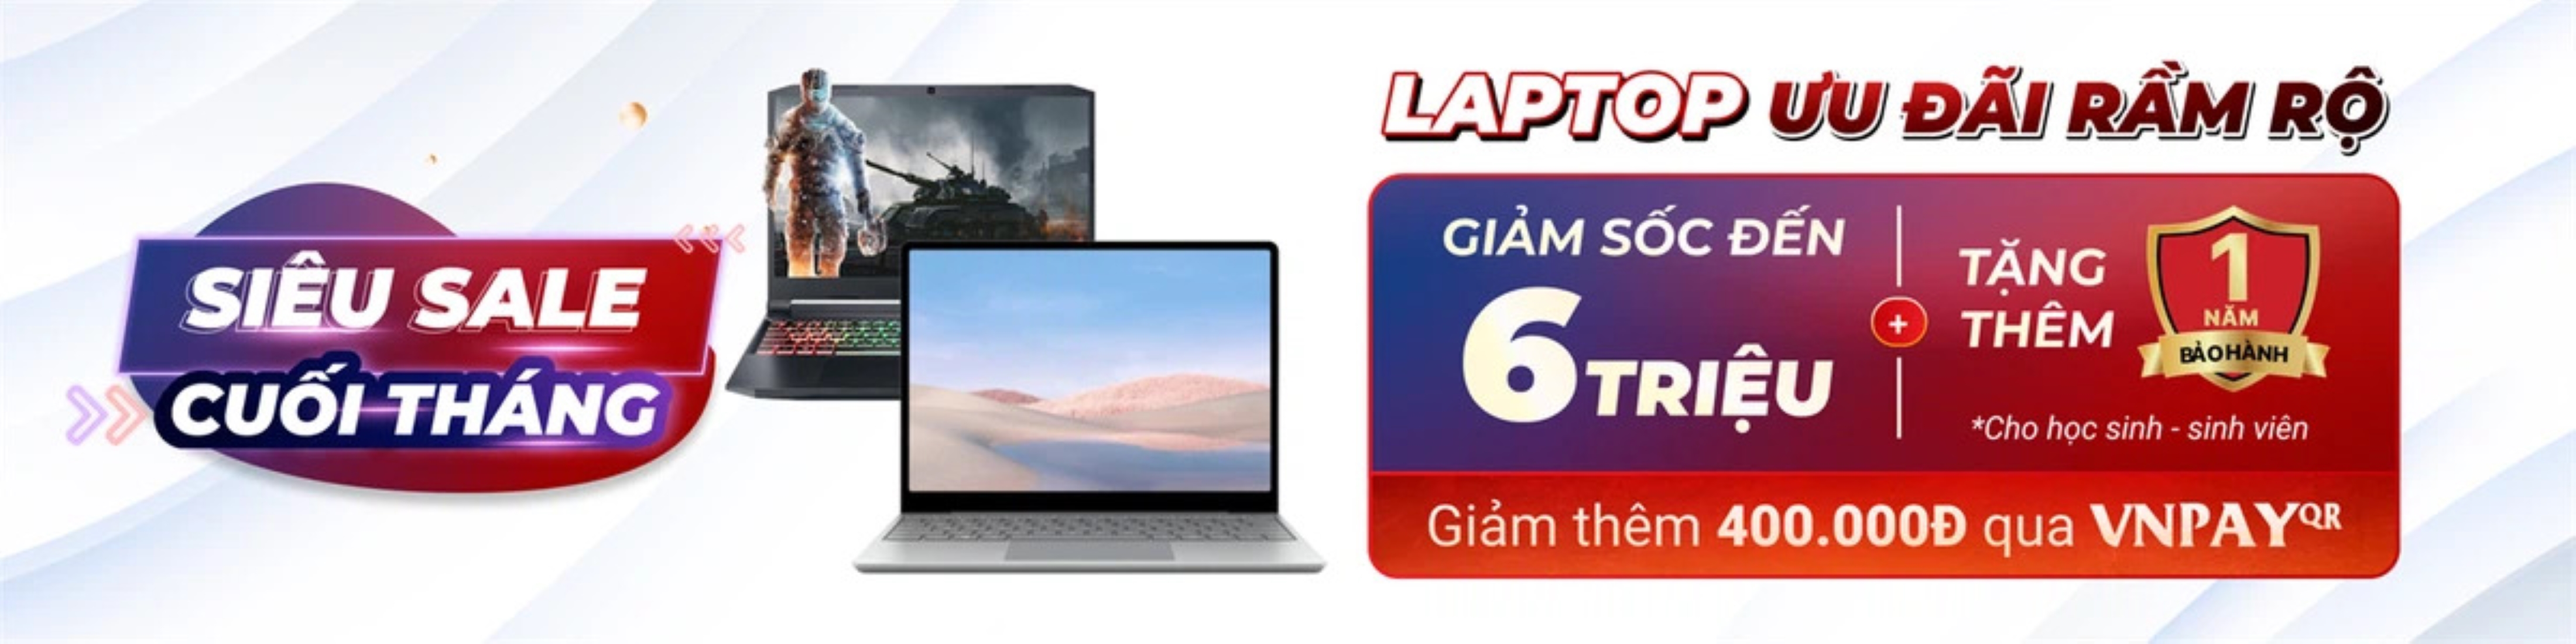 SIÊU SALE
CUỐI THÁNG
LAPTOP ƯU ĐÃI RẦM RỘ
GIẢM SỐC ĐẾN
6 TRIỆU
+
TẶNG
THÊM
1
NĂM
BẢO HÀNH
*Cho học sinh - sinh viên
Giảm thêm 400.000Đ qua VNPAYQR